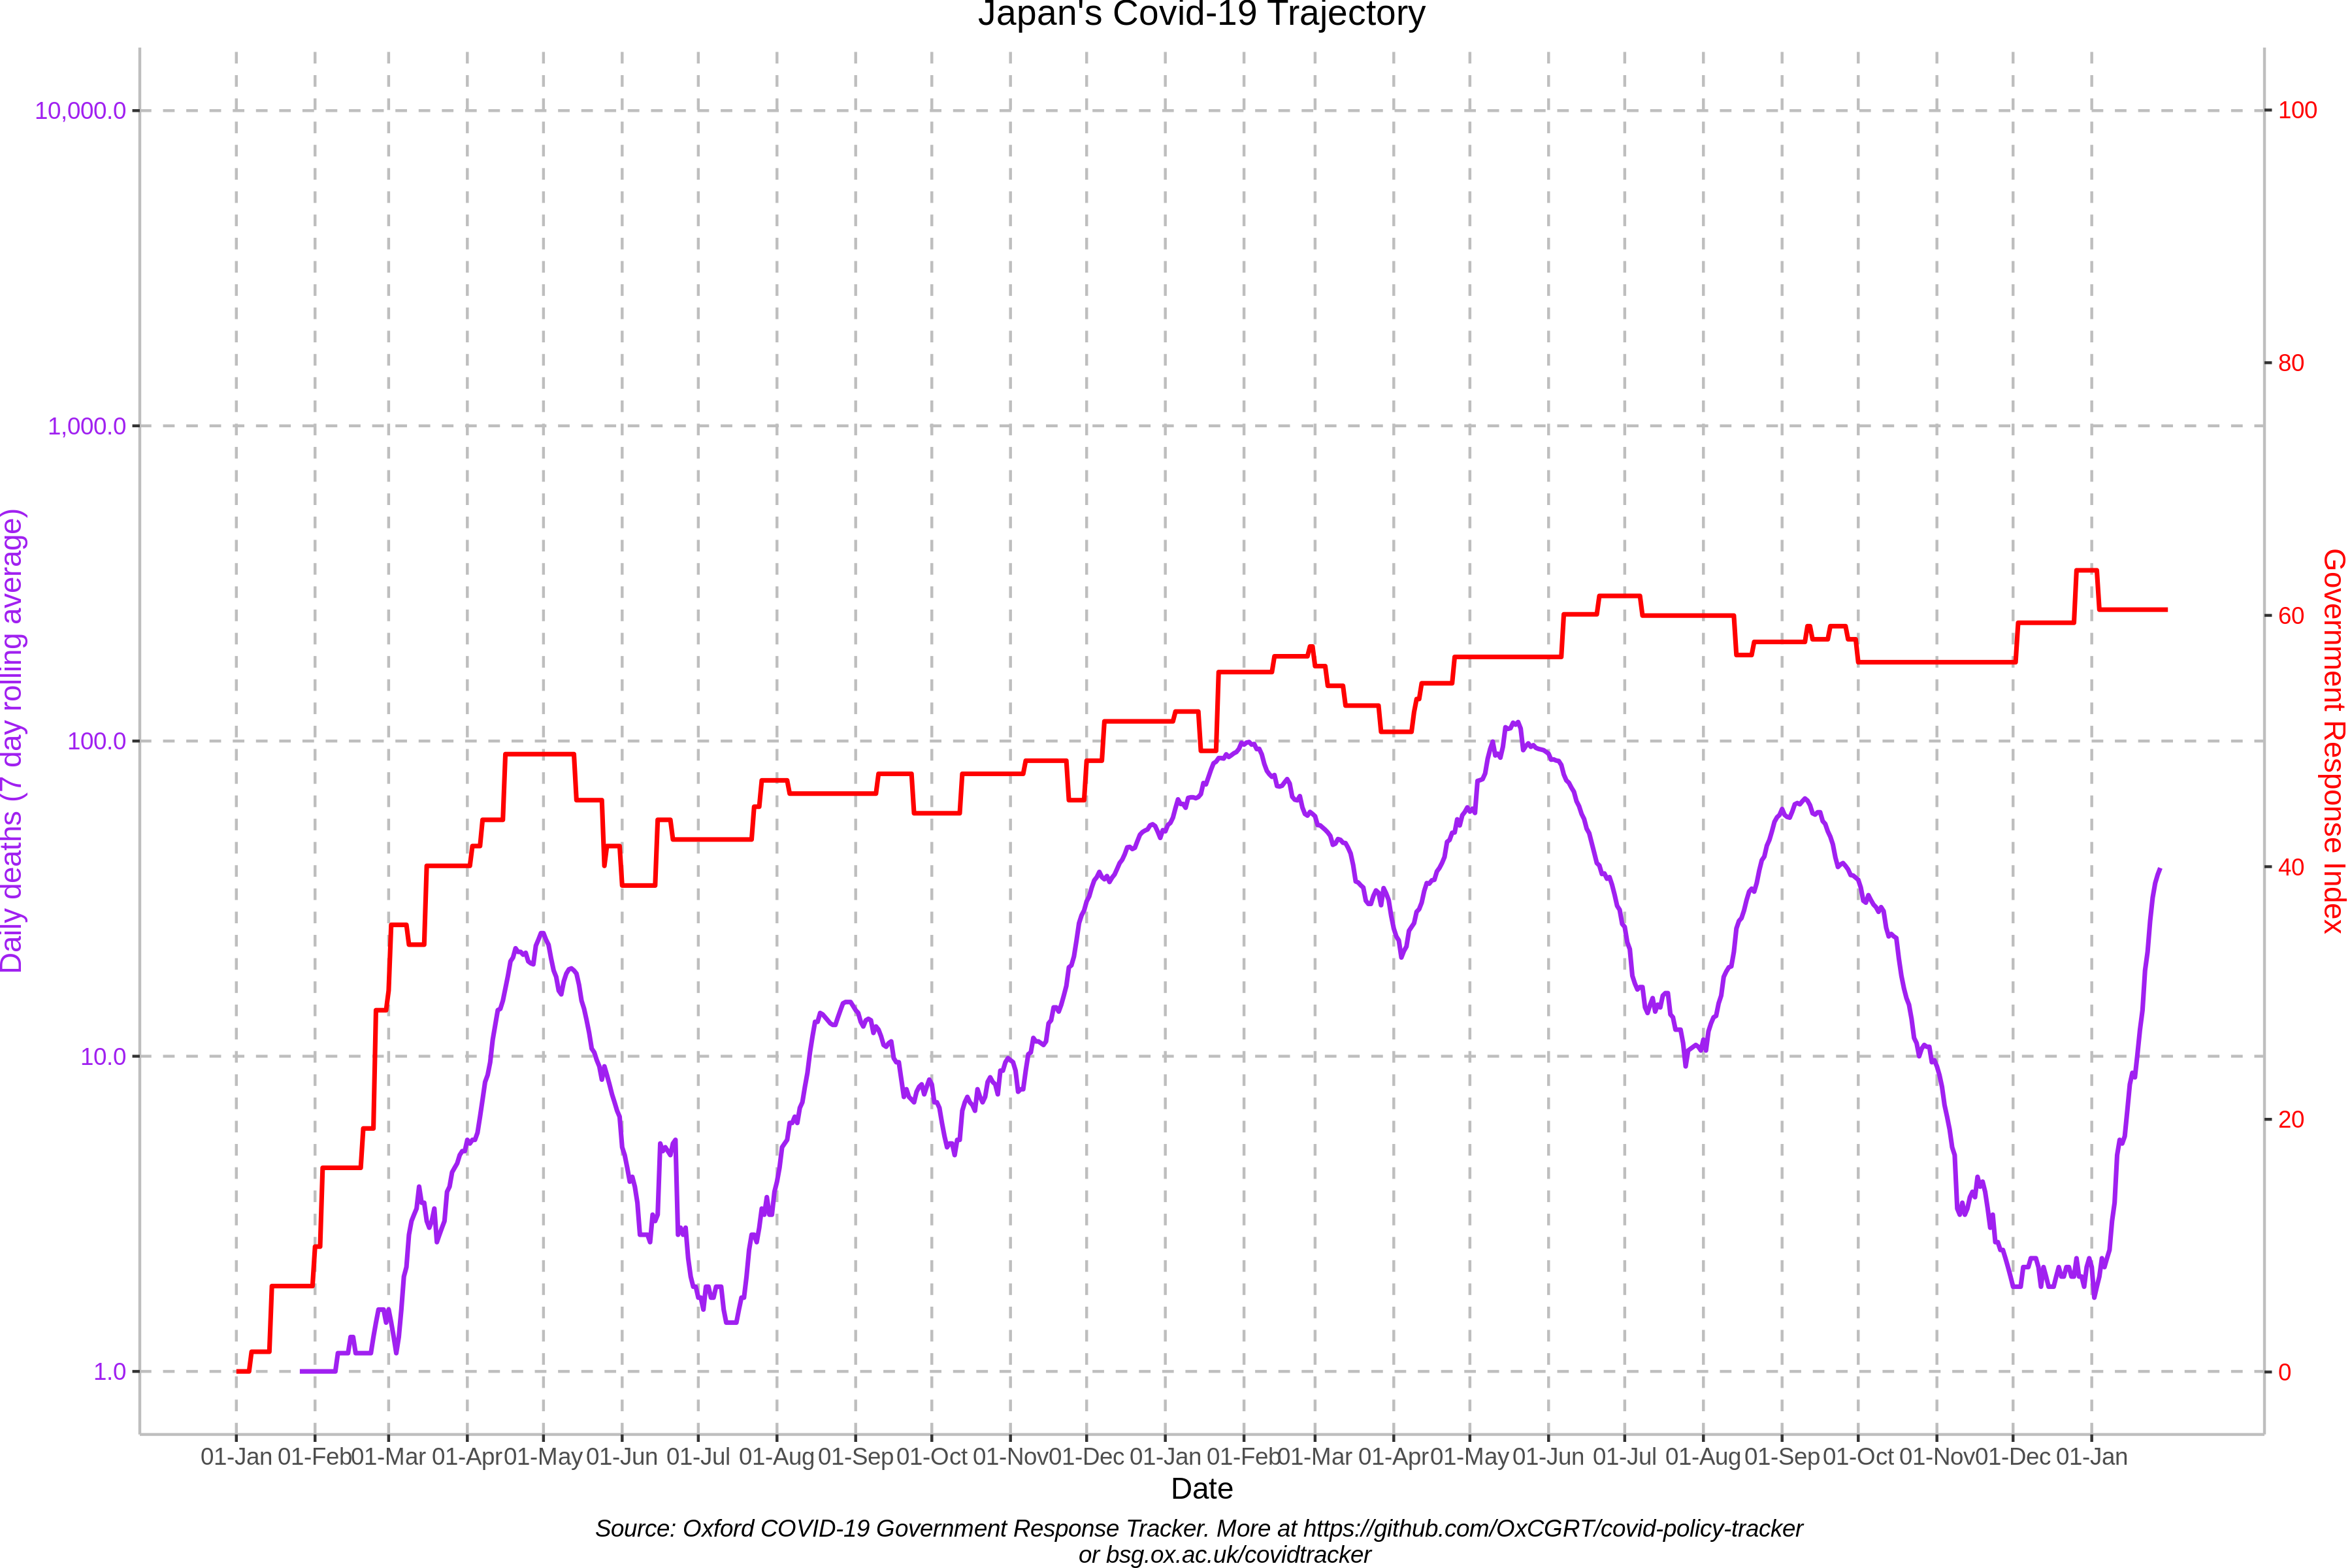 Japan's Covid-19 Trajectory
10,000.0
1,000.0
100.0
10.0
1.0
Daily deaths (7 day rolling average)
100
80
60
40
20
0
Government Response Index
01-Jan 01-Feb 01-Mar 01-Apr 01-May 01-Jun 01-Jul 01-Aug 01-Sep 01-Oct 01-Nov 01-Dec 01-Jan 01-Feb 01-Mar 01-Apr 01-May 01-Jun 01-Jul 01-Aug 01-Sep 01-Oct 01-Nov 01-Dec 01-Jan
Date
Source: Oxford COVID-19 Government Response Tracker. More at https://github.com/OxCGRT/covid-policy-tracker
or bsg.ox.ac.uk/covidtracker